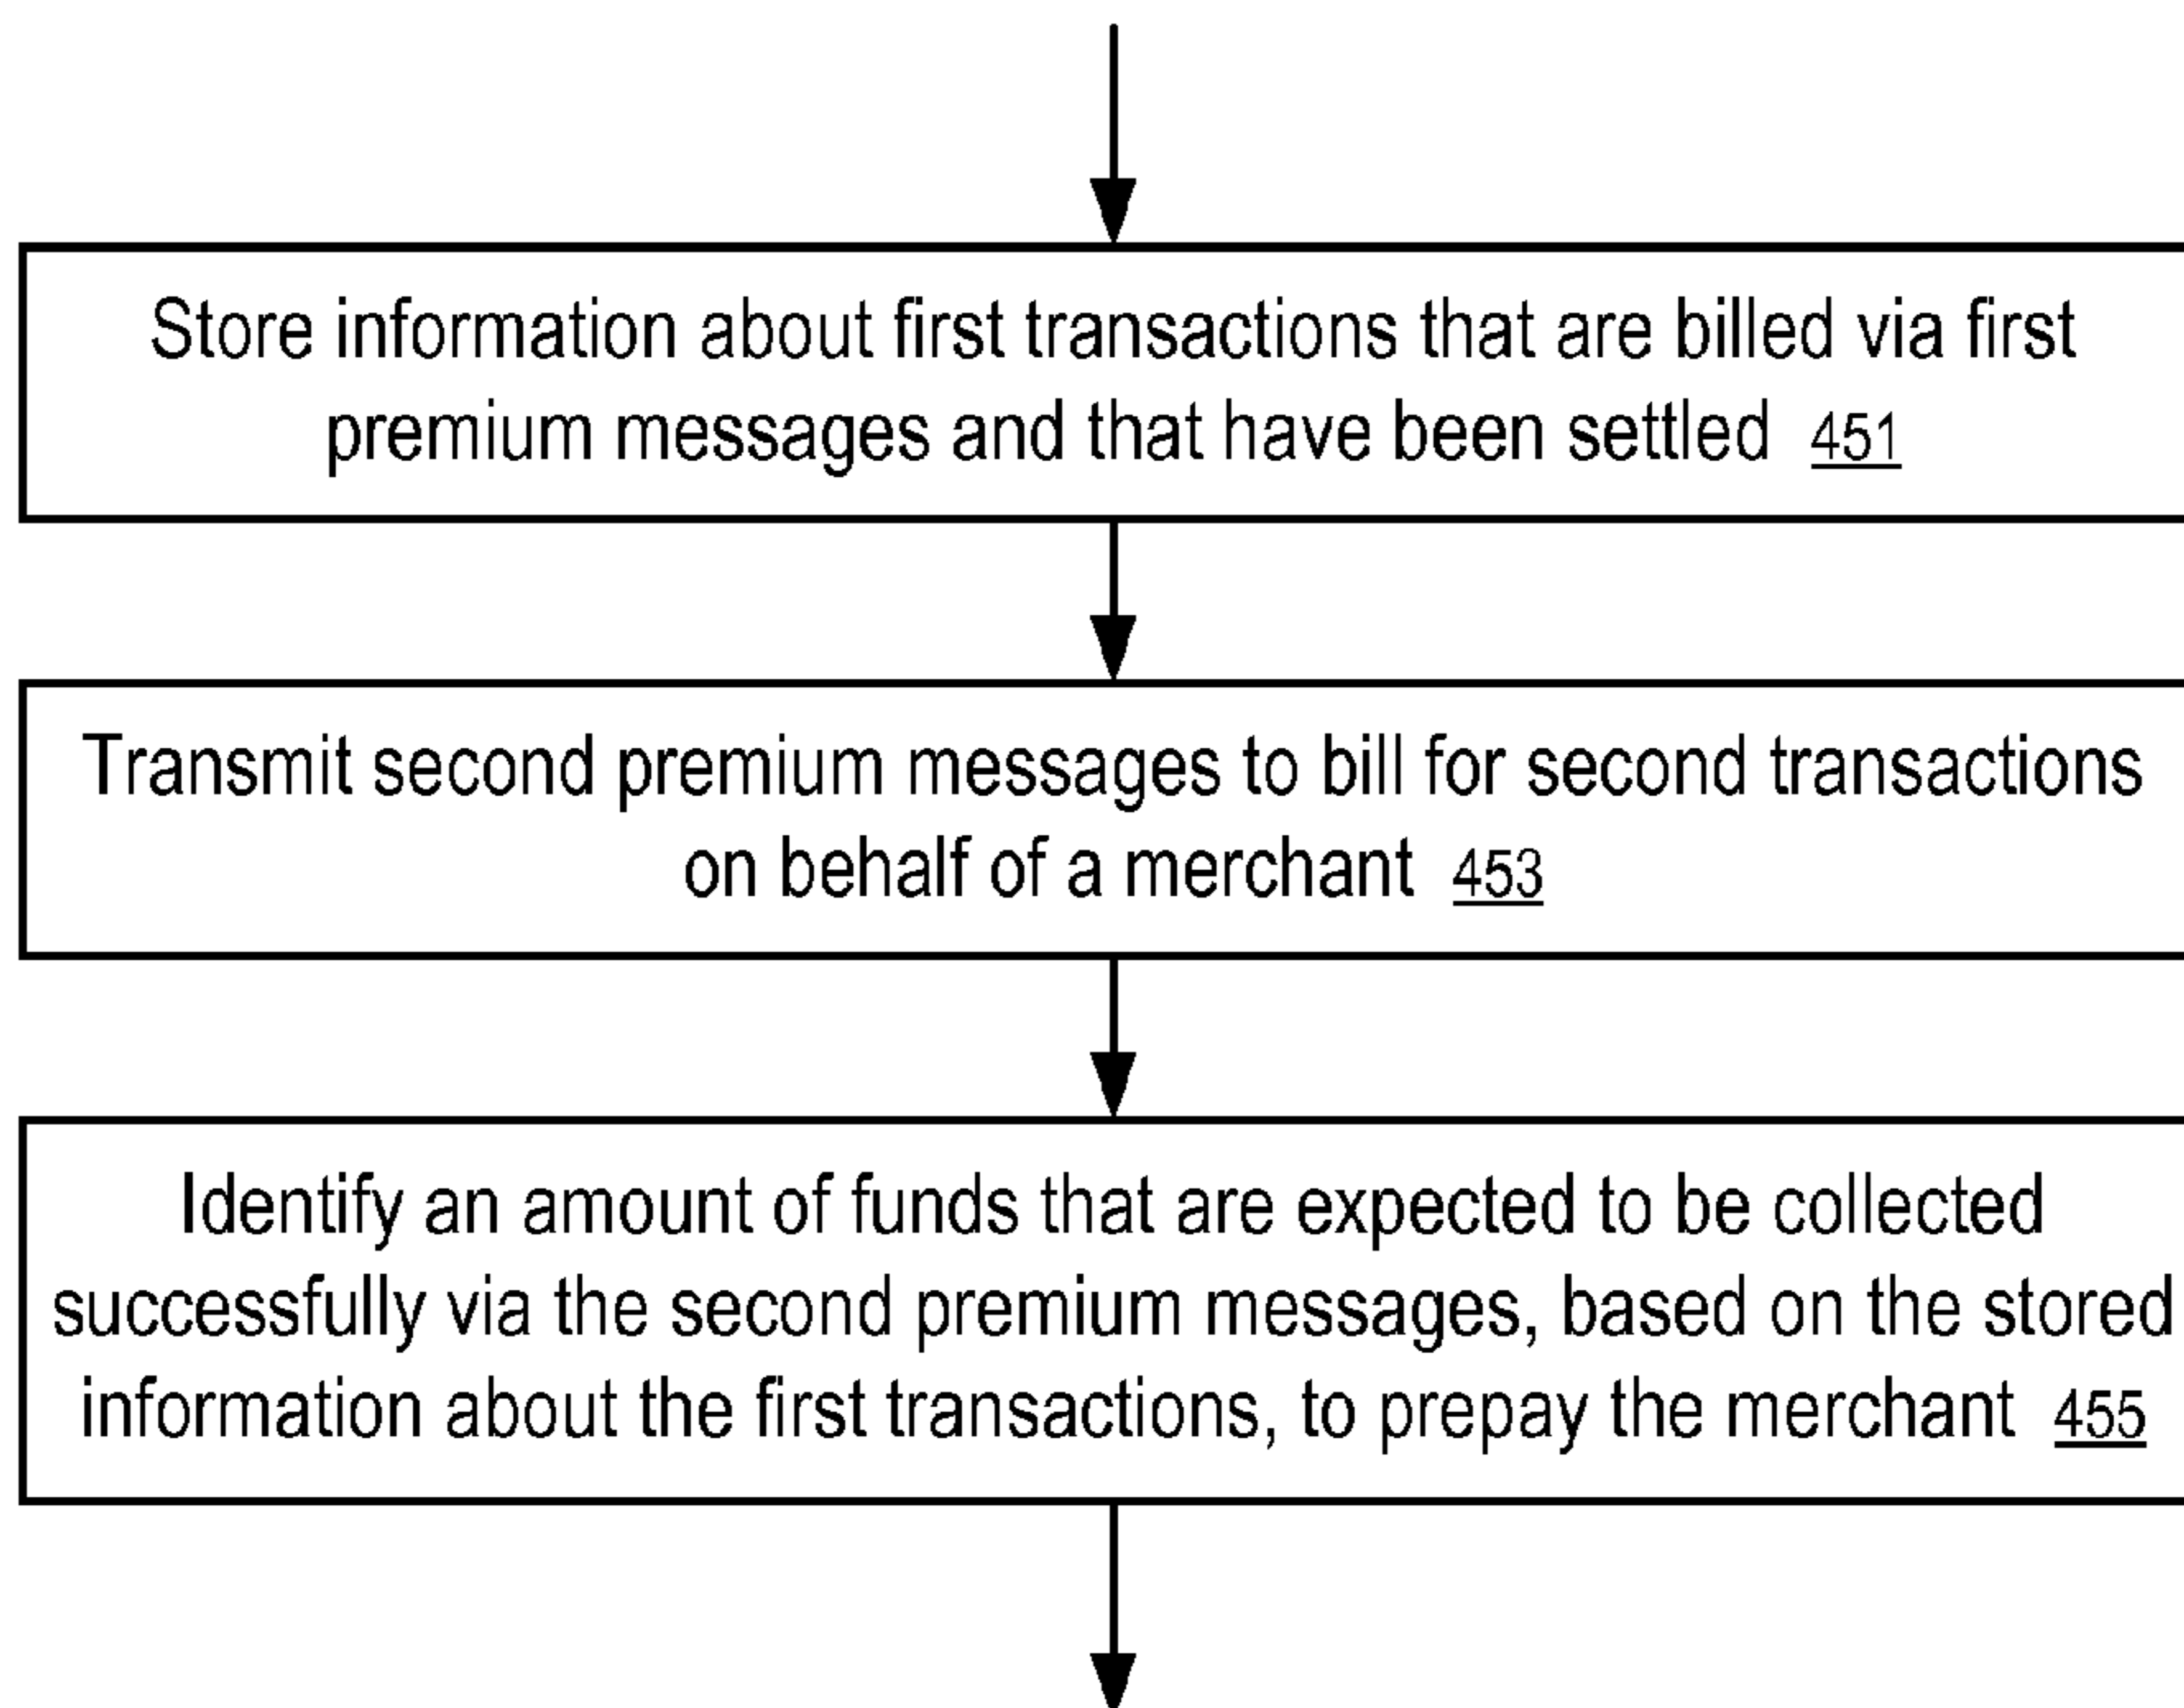 Store information about first transactions that are billed via first
premium messages and that have been settled 451
Transmit second premium messages to bill for second transactions
on behalf of a merchant 453
Identify an amount of funds that are expected to be collected
successfully via the second premium messages, based on the stored
information about the first transactions, to prepay the merchant 455